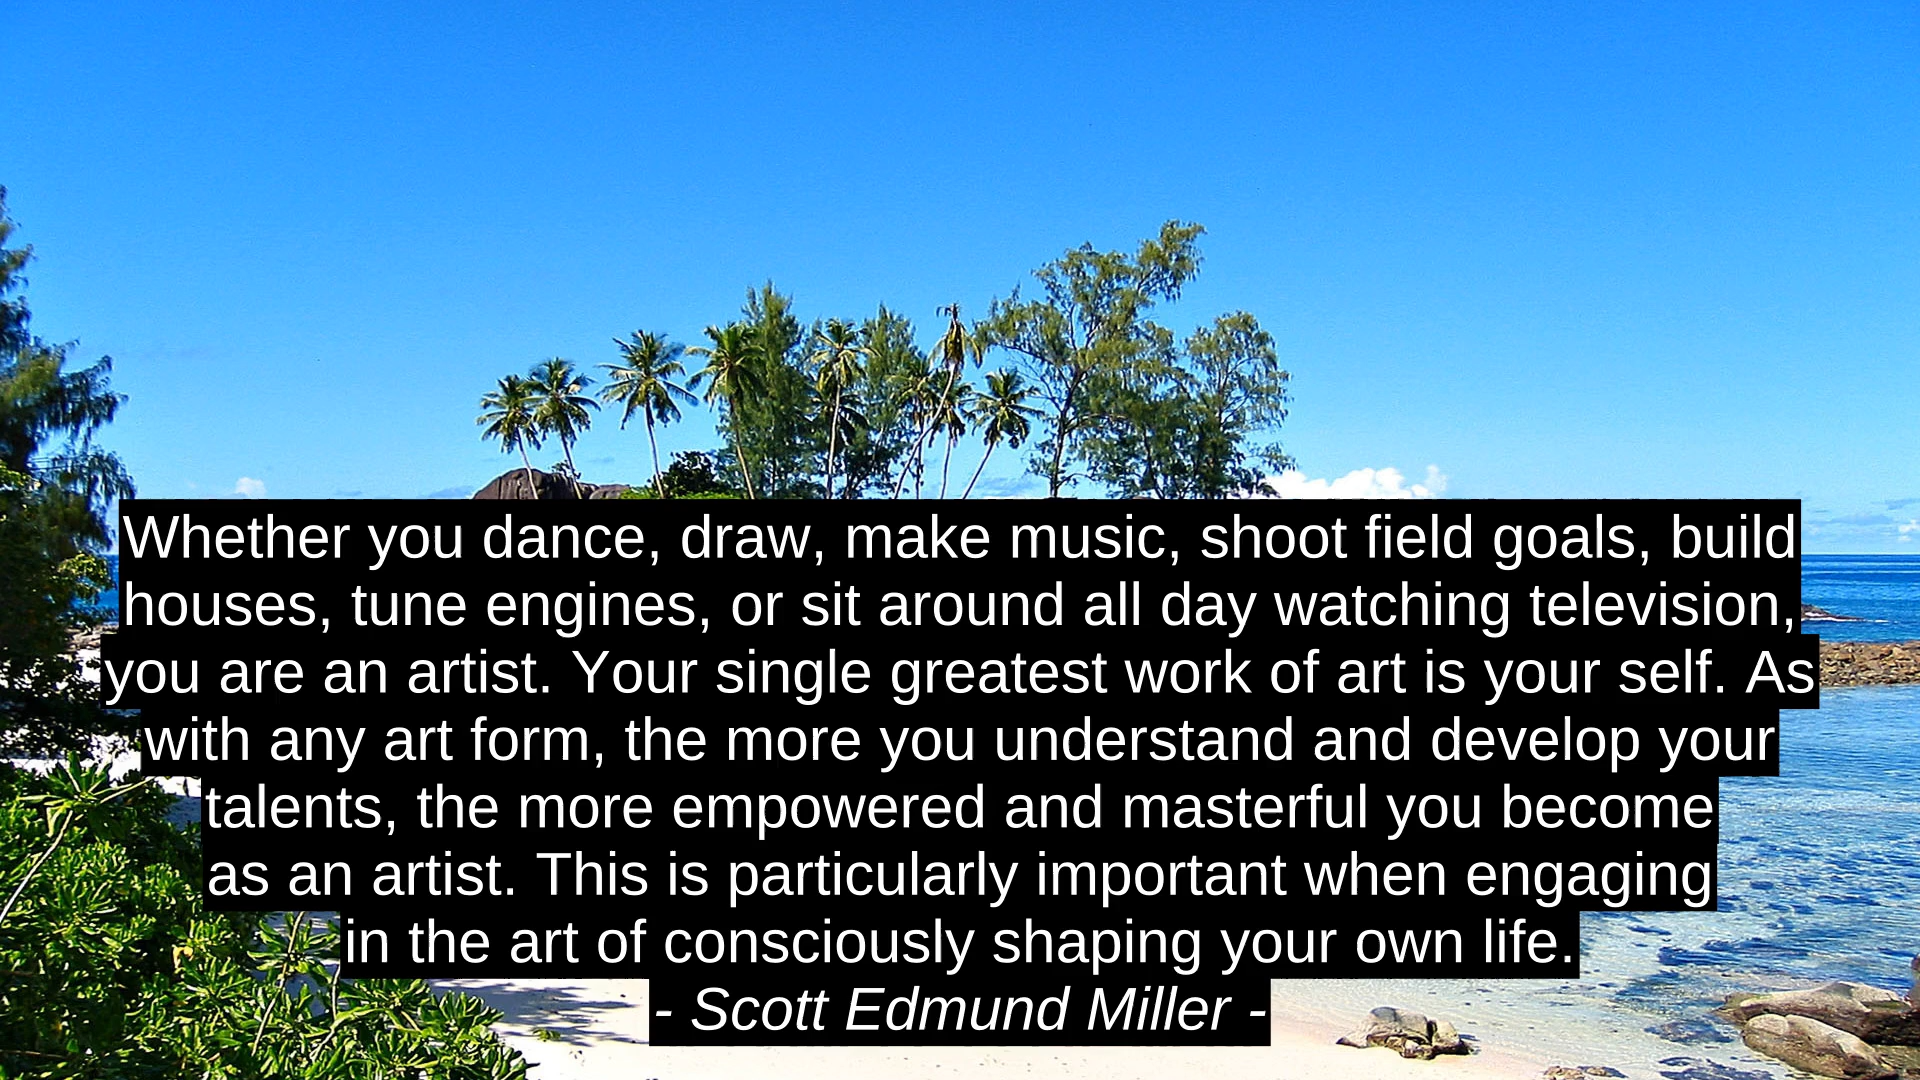 Whether you dance, draw, make music, shoot field goals, build
houses, tune engines, or sit around all day watching television,
you are an artist. Your single greatest work of art is your self. As
with any art form, the more you understand and develop your
talents, the more empowered and masterful you become
as an artist. This is particularly important when engaging
in the art of consciously shaping your own life.
- Scott Edmund Miller -